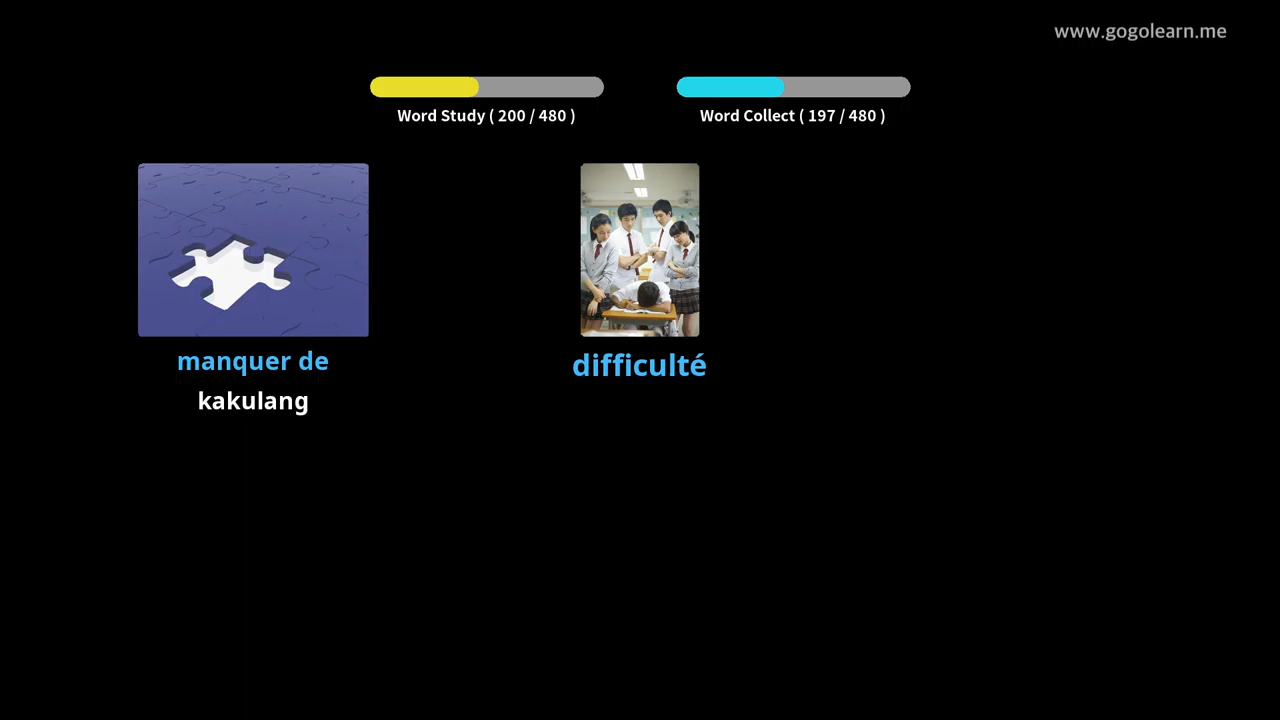 www.gogolearn.me
Word Study ( 200 / 480 )
Word Collect ( 197 / 480 )
manquer de
kakulang
difficulté